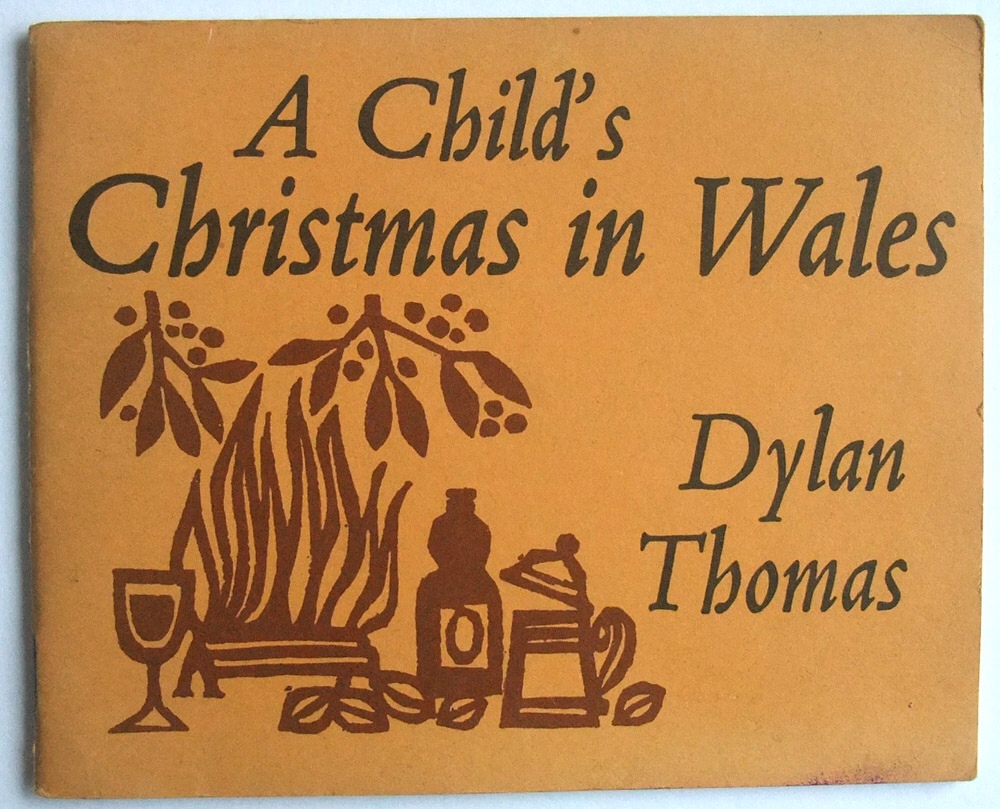 A Child's
Christmas in Wales
Dylan
Thomas